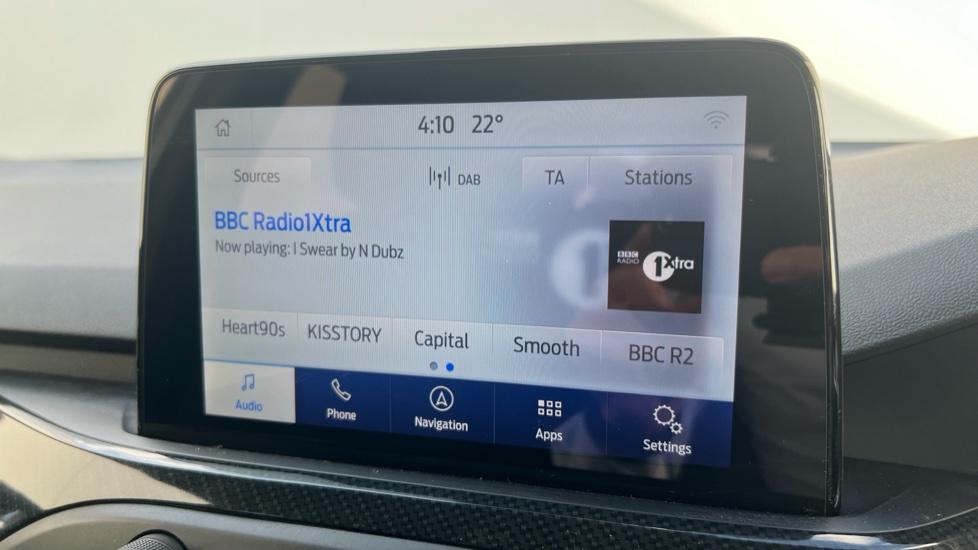 4:10 22°
Sources DAB TA Stations
BBC Radio1Xtra
Now playing: I Swear by N Dubz
BBC RADIO 1Xtra
Heart90s KISSTORY Capital Smooth BBC R2
Audio Phone Navigation Apps Settings